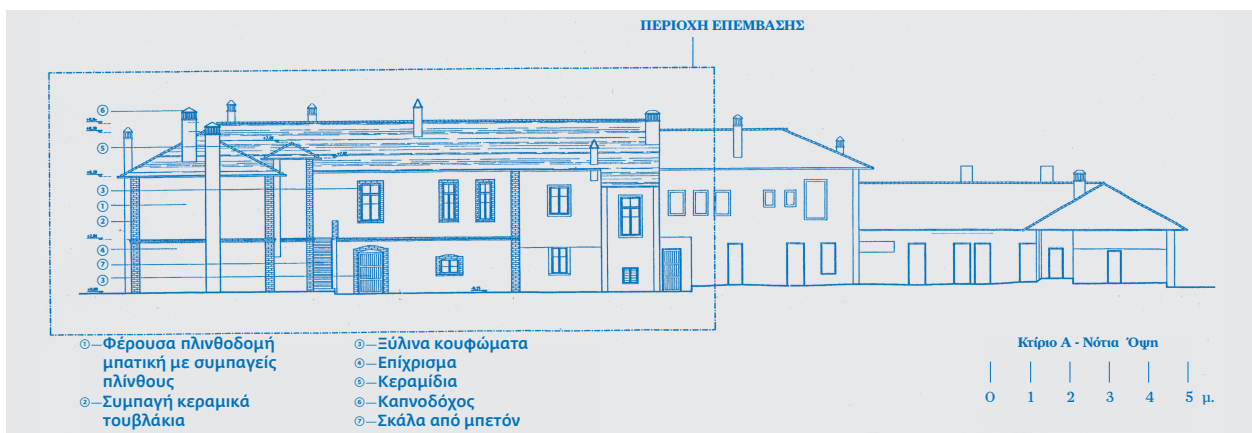 ΠΕΡΙΟΧΗ ΕΠΕΜΒΑΣΗΣ
⑥
⑤
③
①
②
④
⑦
③
①—Φέρουσα πλινθοδομή
μπατική με συμπαγείς
πλίνθους
②—Συμπαγή κεραμικά
τουβλάκια
③—Ξύλινα κουφώματα
④—Επίχρισμα
⑤—Κεραμίδια
⑥—Καπνοδόχος
⑦—Σκάλα από μπετόν
Κτίριο Α - Νότια Όψη
0 1 2 3 4 5 μ.